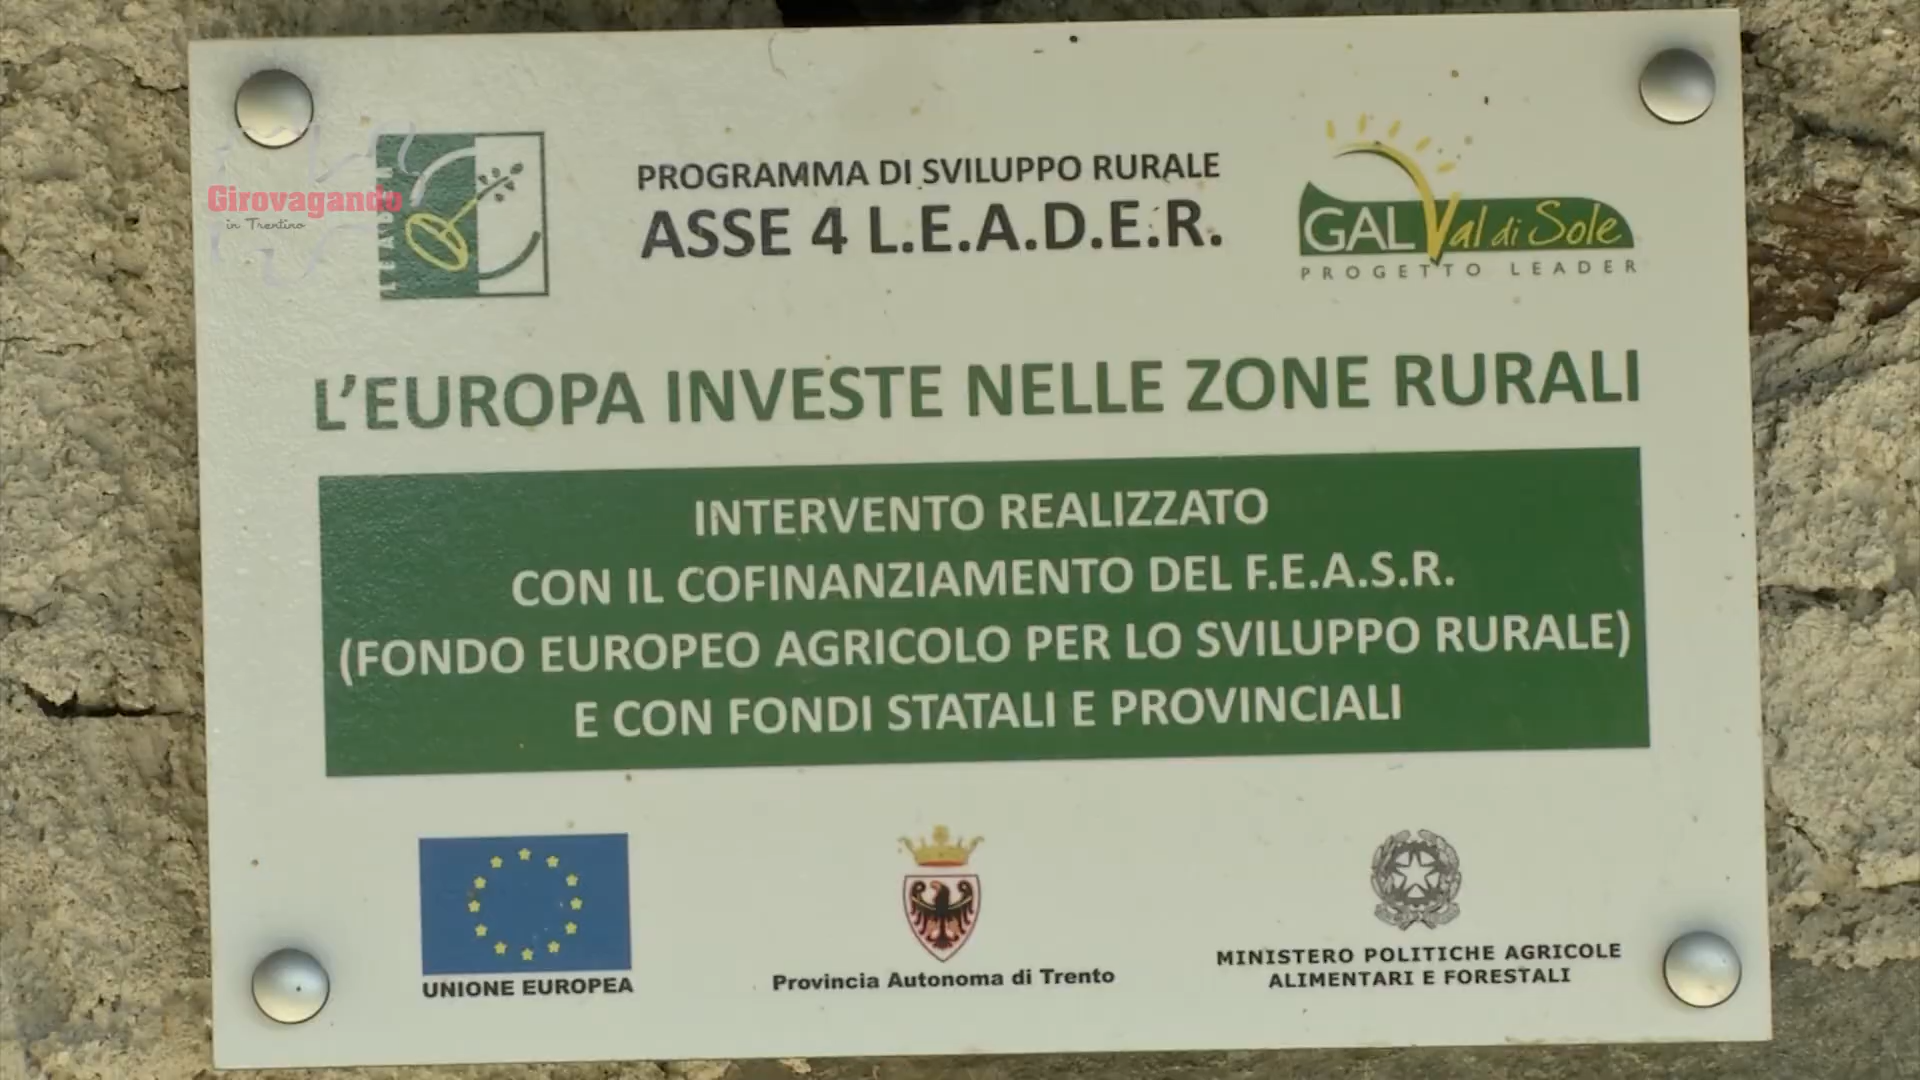 Girovagando
in Trentino
LEADER
PROGRAMMA DI SVILUPPO RURALE
ASSE 4 L.E.A.D.E.R.
GAL Val di Sole
PROGETTO LEADER
L'EUROPA INVESTE NELLE ZONE RURALI
INTERVENTO REALIZZATO
CON IL COFINANZIAMENTO DEL F.E.A.S.R.
(FONDO EUROPEO AGRICOLO PER LO SVILUPPO RURALE)
E CON FONDI STATALI E PROVINCIALI
UNIONE EUROPEA
Provincia Autonoma di Trento
MINISTERO POLITICHE AGRICOLE
ALIMENTARI E FORESTALI